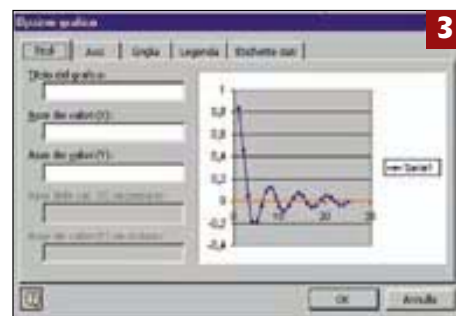 3
Opzioni grafico
Titoli Assi Griglia Legenda Etichette dati
Titolo del grafico:
Asse dei valori (X):
Asse dei valori (Y):
1
0,8
0,6
0,4
0,2
0
-0,2
-0,4
0 10 20 30
Serie1
OK Annulla